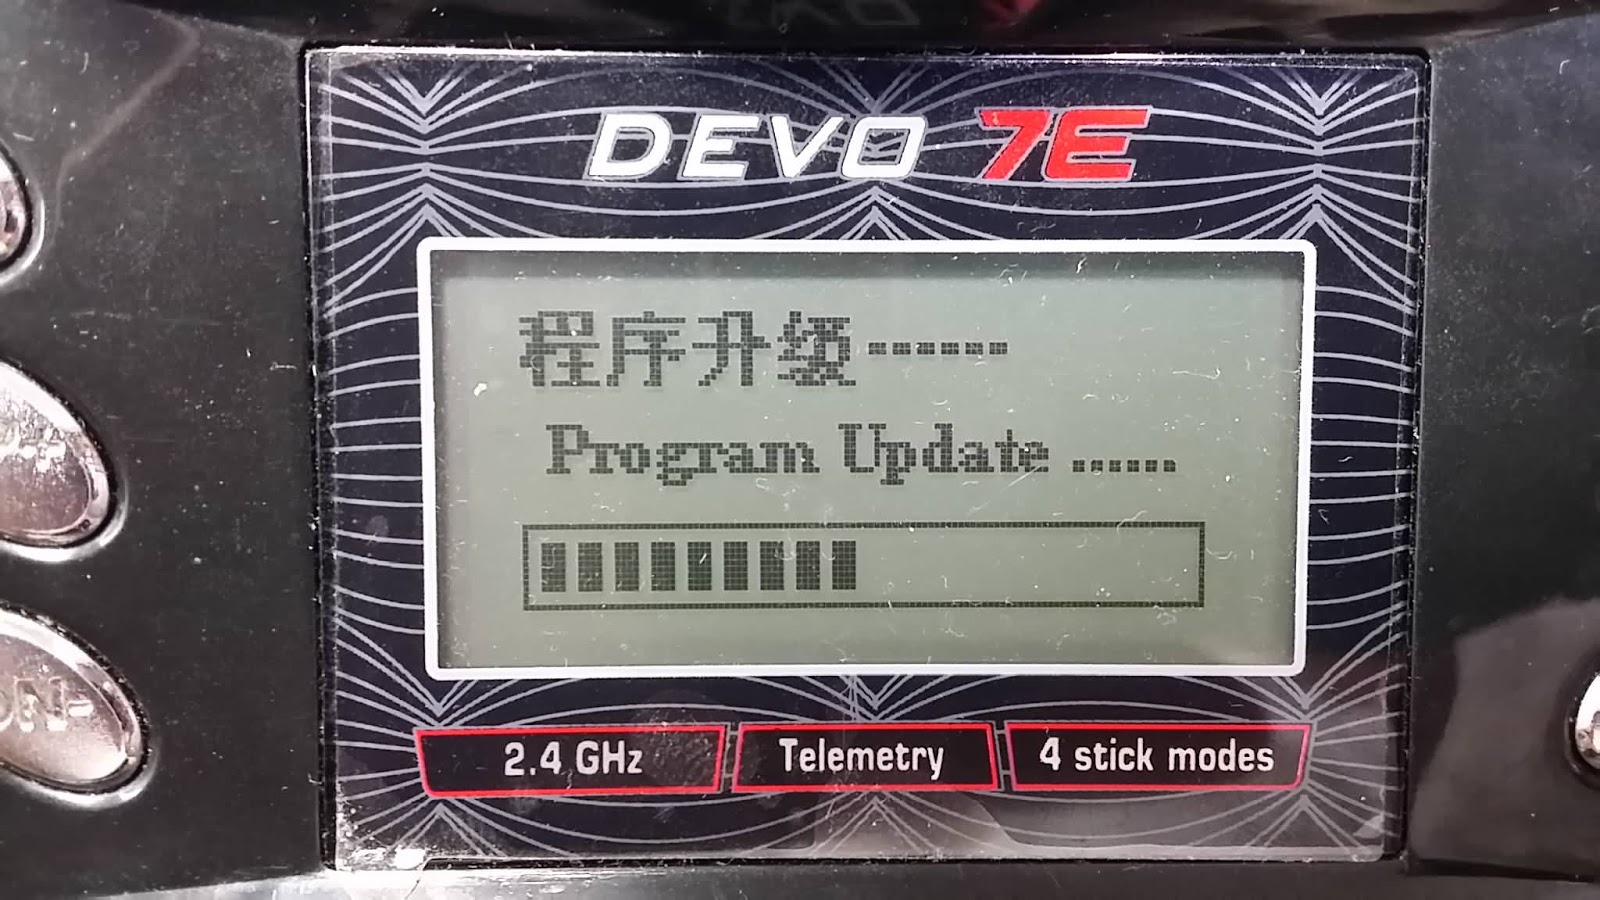 DEVO 7E
程序升级------
Program Update ......
2.4 GHz
Telemetry
4 stick modes